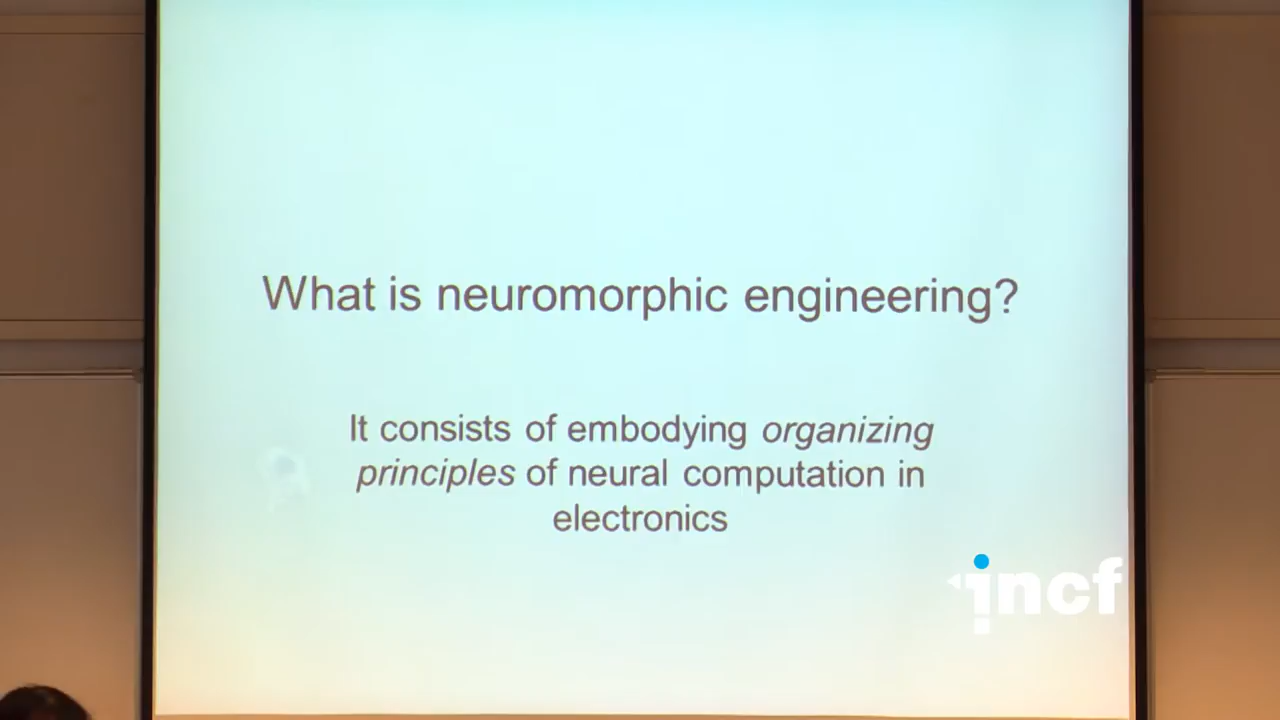 What is neuromorphic engineering?
It consists of embodying organizing
principles of neural computation in
electronics
incf